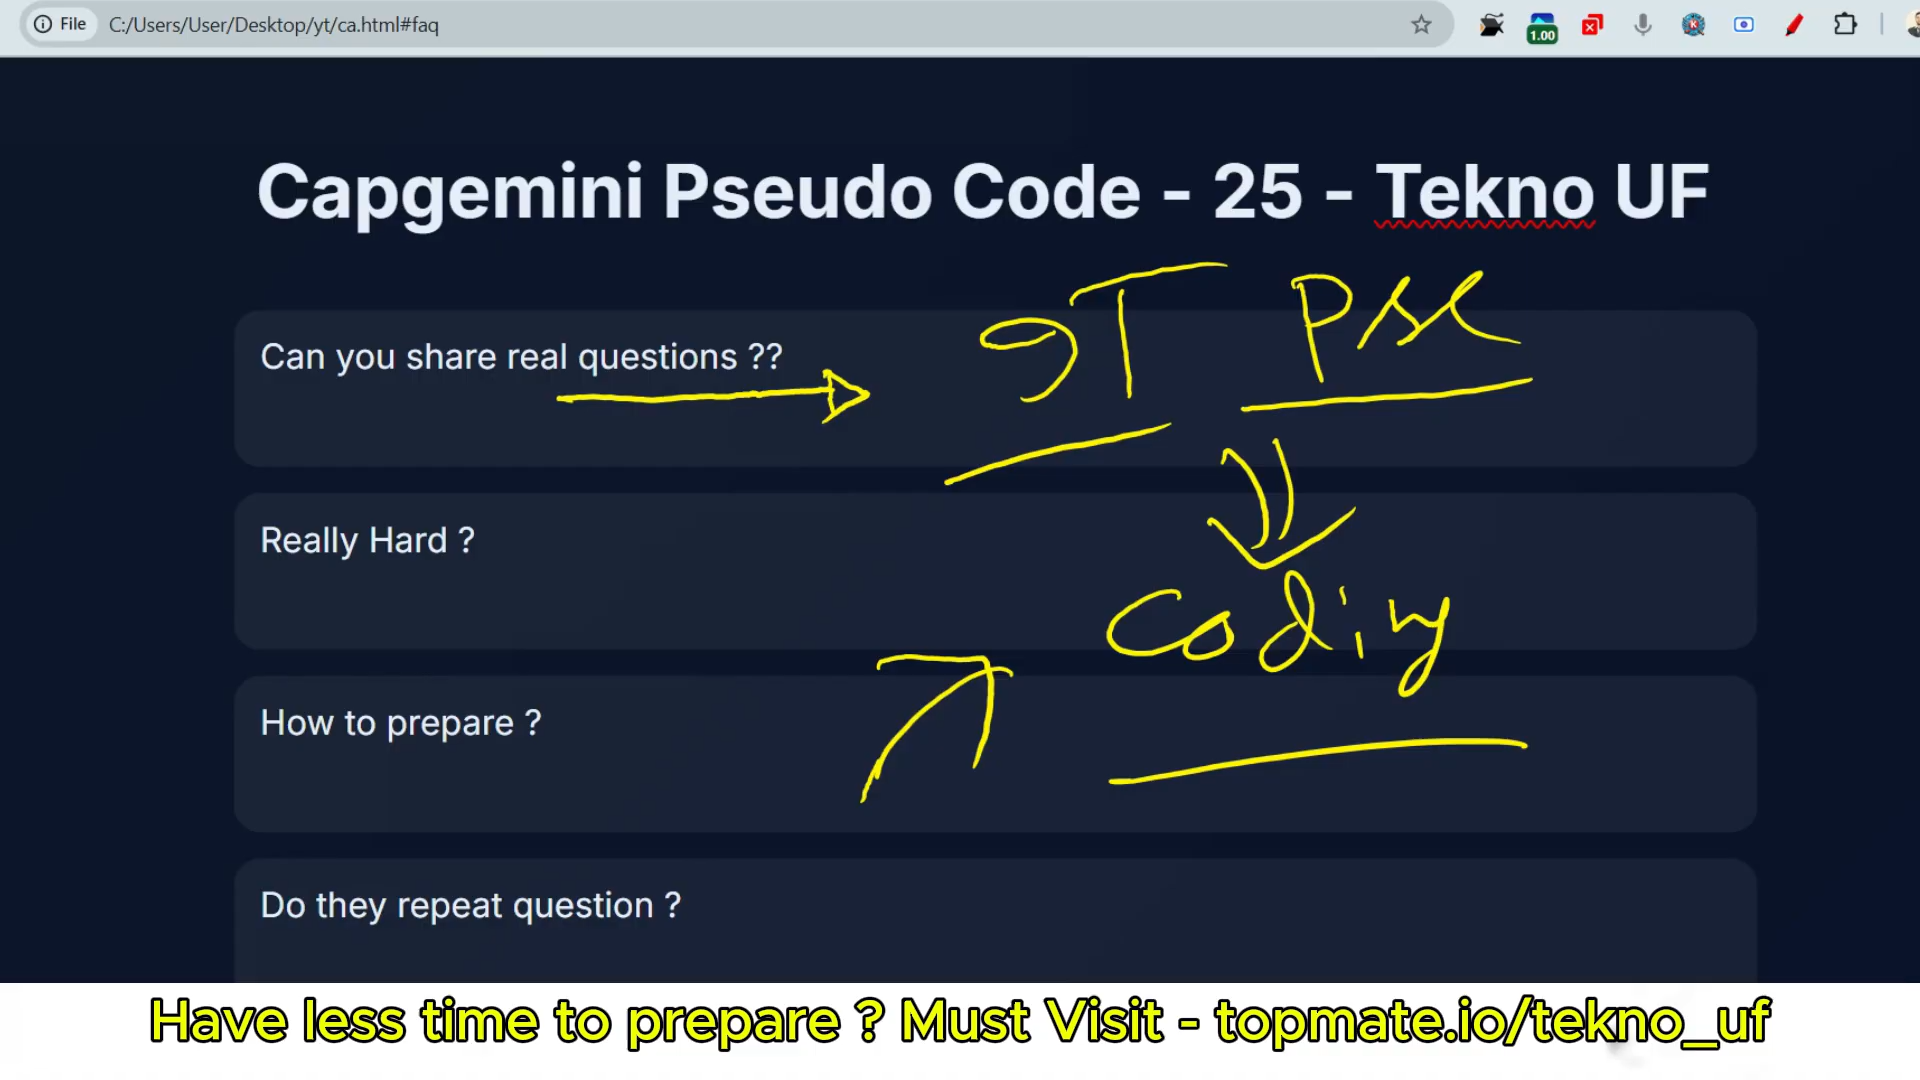 File C:/Users/User/Desktop/yt/ca.html#faq
1.00
Capgemini Pseudo Code - 25 - Tekno UF
Can you share real questions ??
Really Hard ?
Coding
How to prepare ?
Do they repeat question ?
Have less time to prepare ? Must Visit - topmate.io/tekno_uf